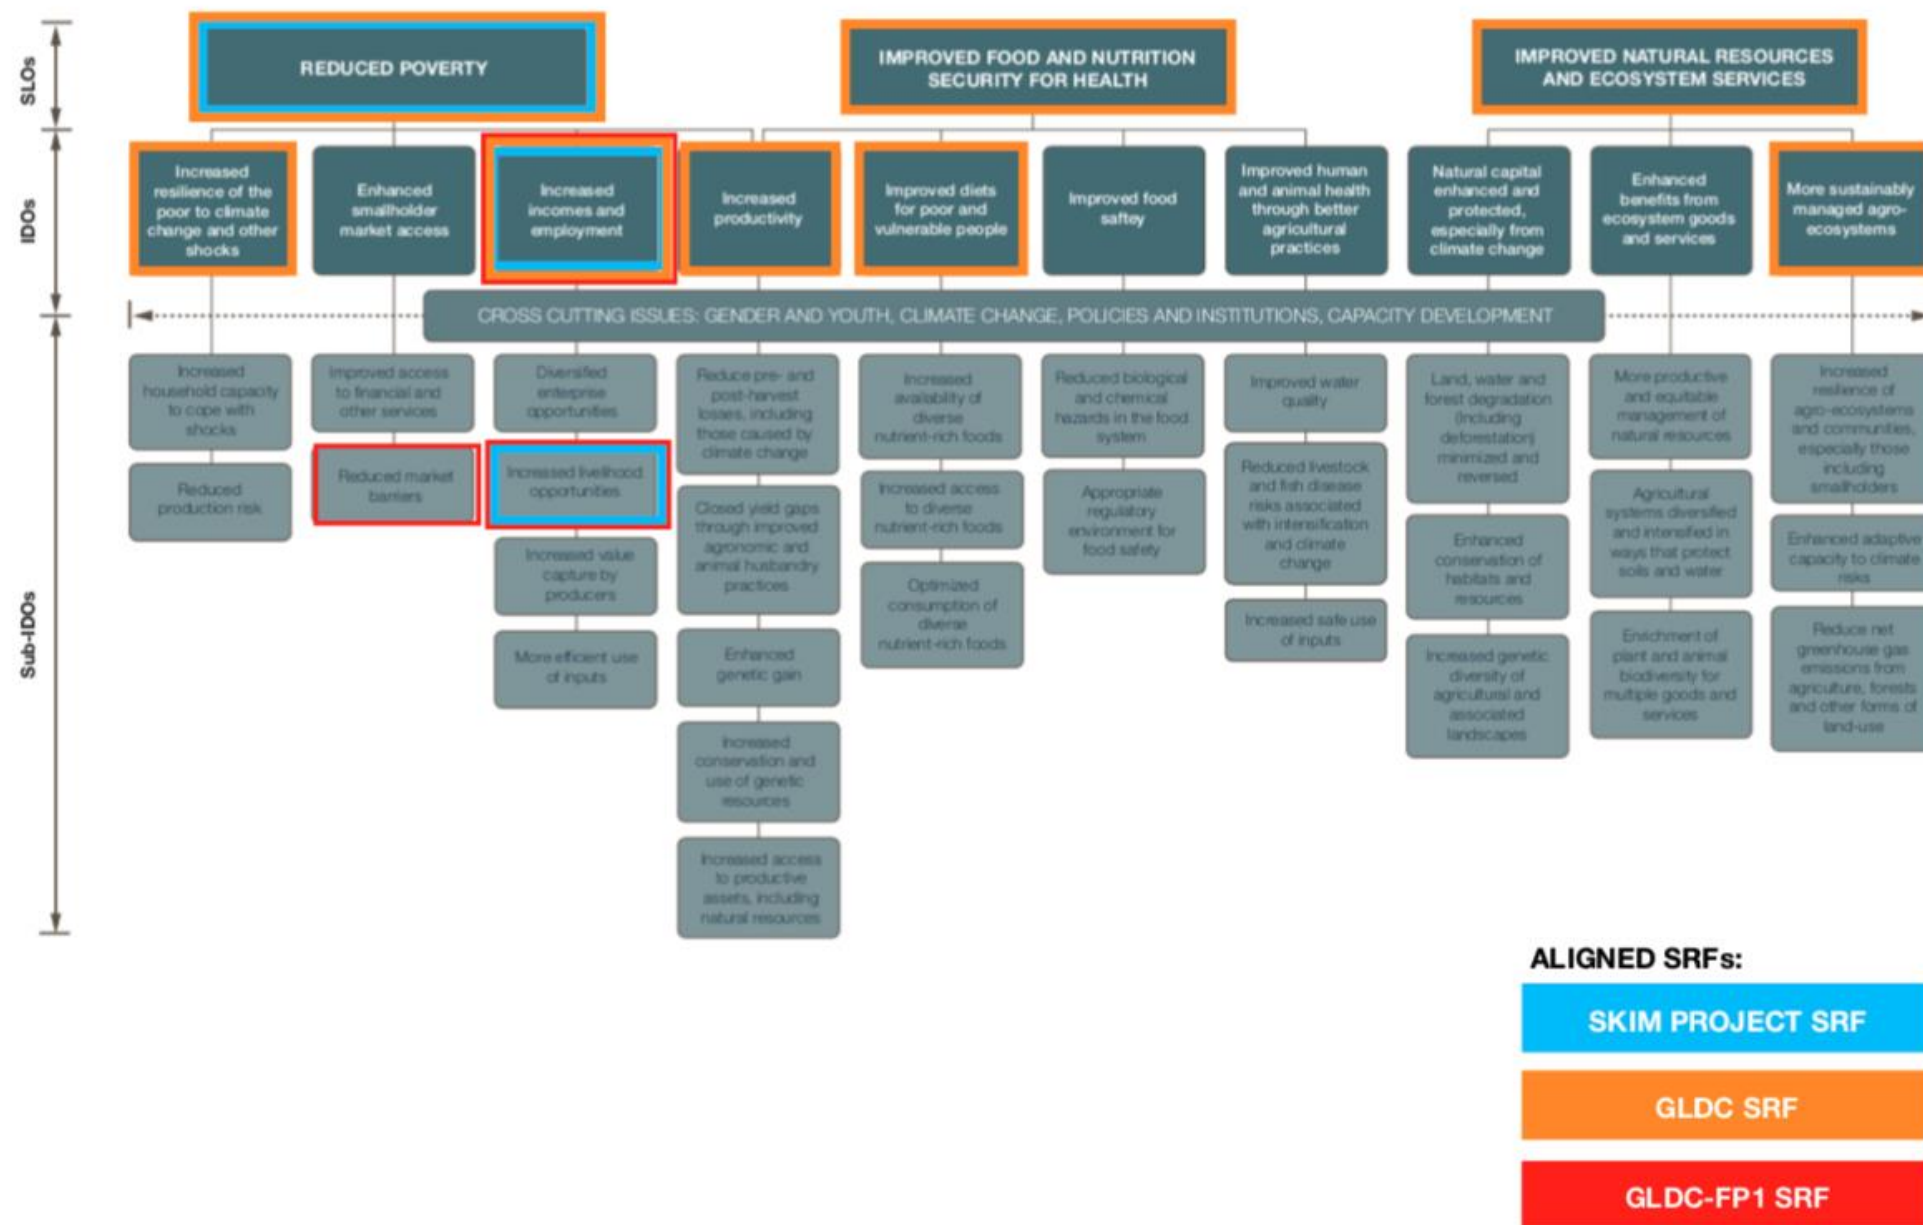 SLOs
REDUCED POVERTY
IMPROVED FOOD AND NUTRITION
SECURITY FOR HEALTH
IMPROVED NATURAL RESOURCES
AND ECOSYSTEM SERVICES
IDOs
Increased
resilience of the
poor to climate
change and other
shocks
Enhanced
smallholder
market access
Increased
incomes and
employment
Increased
productivity
Improved diets
for poor and
vulnerable people
Improved food
saftey
Improved human
and animal health
through better
agricultural
practices
Natural capital
enhanced and
protected,
especially from
climate change
Enhanced
benefits from
ecosystem goods
and services
More sustainably
managed agro-
ecosystems
CROSS CUTTING ISSUES: GENDER AND YOUTH, CLIMATE CHANGE, POLICIES AND INSTITUTIONS, CAPACITY DEVELOPMENT
Sub-IDOs
Increased
household capacity
to cope with
shocks
Reduced
production risk
Improved access
to financial and
other services
Reduced market
barriers
Diversified
enterprise
opportunities
Increased livelihood
opportunities
Increased value
capture by
producers
More efficient use
of inputs
Reduce pre- and
post-harvest
losses, including
those caused by
climate change
Closed yield gaps
through improved
agronomic and
animal husbandry
practices
Enhanced
genetic gain
Increased
conservation and
use of genetic
resources
Increased access
to productive
assets, including
natural resources
Increased
availability of
diverse
nutrient-rich foods
Increased access
to diverse
nutrient-rich foods
Optimized
consumption of
diverse
nutrient-rich foods
Reduced biological
and chemical
hazards in the food
system
Appropriate
regulatory
environment for
food safety
Improved water
quality
Reduced livestock
and fish disease
risks associated
with intensification
and climate
change
Increased safe use
of inputs
Land, water and
forest degradation
(Including
deforestation)
minimized and
reversed
Enhanced
conservation of
habitats and
resources
Increased genetic
diversity of
agricultural and
associated
landscapes
More productive
and equitable
management of
natural resources
Agricultural
systems diversified
and intensified in
ways that protect
soils and water
Enrichment of
plant and animal
biodiversity for
multiple goods and
services
Increased
resilience of
agro-ecosystems
and communities,
especially those
including
smallholders
Enhanced adaptive
capacity to climate
risks
Reduce net
greenhouse gas
emissions from
agriculture, forests
and other forms of
land-use
ALIGNED SRFs:
SKIM PROJECT SRF
GLDC SRF
GLDC-FP1 SRF